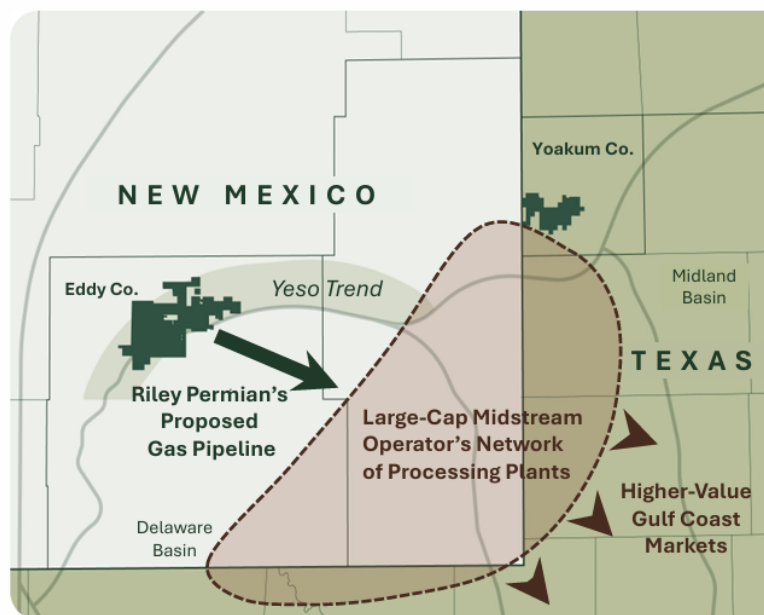 Yoakum Co.
NEW MEXICO
Midland
Basin
Eddy Co.
Yeso Trend
TEXAS
Riley Permian's
Proposed
Gas Pipeline
Large-Cap Midstream
Operator's Network
of Processing Plants
Higher-Value
Gulf Coast
Markets
Delaware
Basin